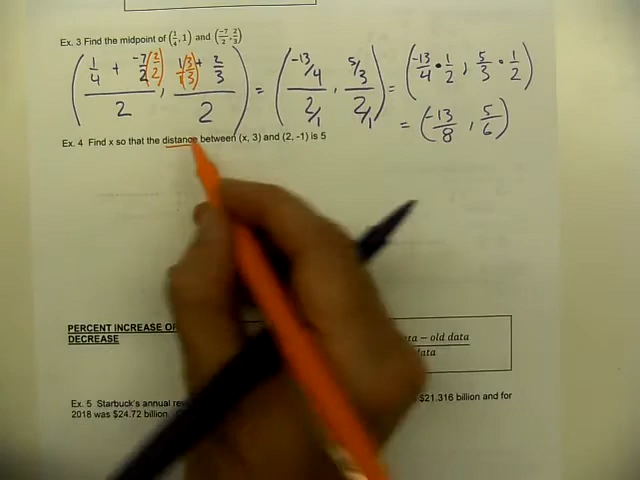 Ex. 3 Find the midpoint of (1/4, 1) and (-7/2, 2/3)
(1/4 + -7/2 (2/2) / 2, 1(3/3) + 2/3 / 2) = (-13/4 / 2/1, 5/3 / 2/1) = (-13/4 • 1/2, 5/3 • 1/2)
= (-13/8, 5/6)
Ex. 4 Find x so that the distance between (x, 3) and (2, -1) is 5
PERCENT INCREASE
DECREASE
− old data
data
Ex. 5 Starbuck's annual
$21.316 billion and for
2018 was $24.72 billion.